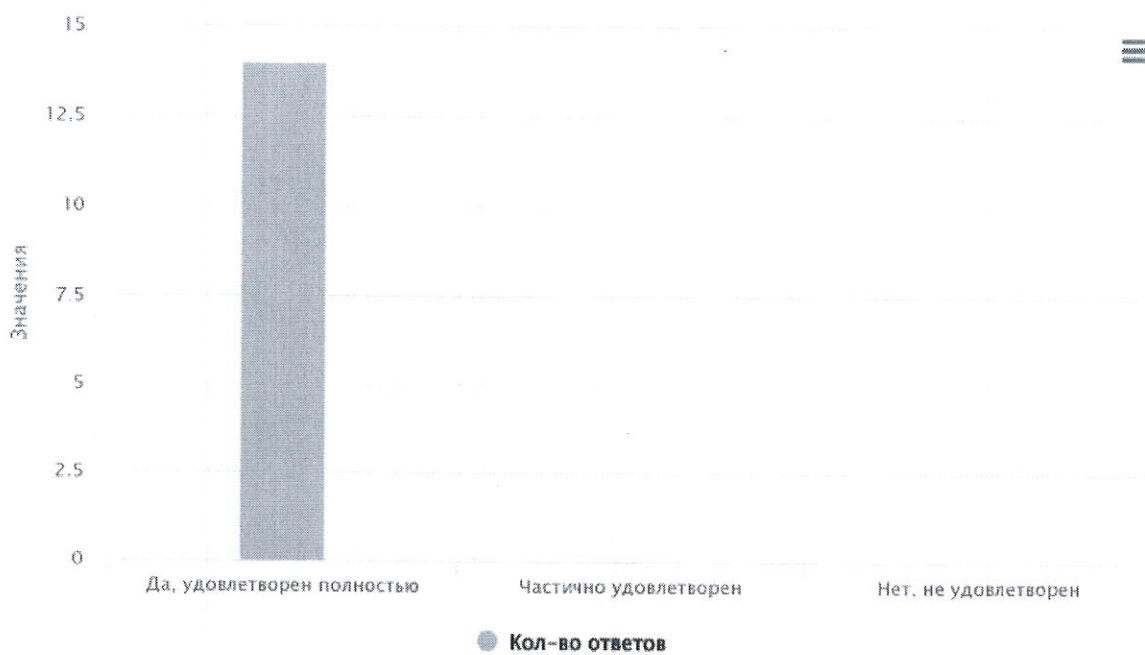 15
12.5
10
7.5
5
2.5
0
Значения
Да, удовлетворен полностью
Частично удовлетворен
Нет, не удовлетворен
Кол-во ответов